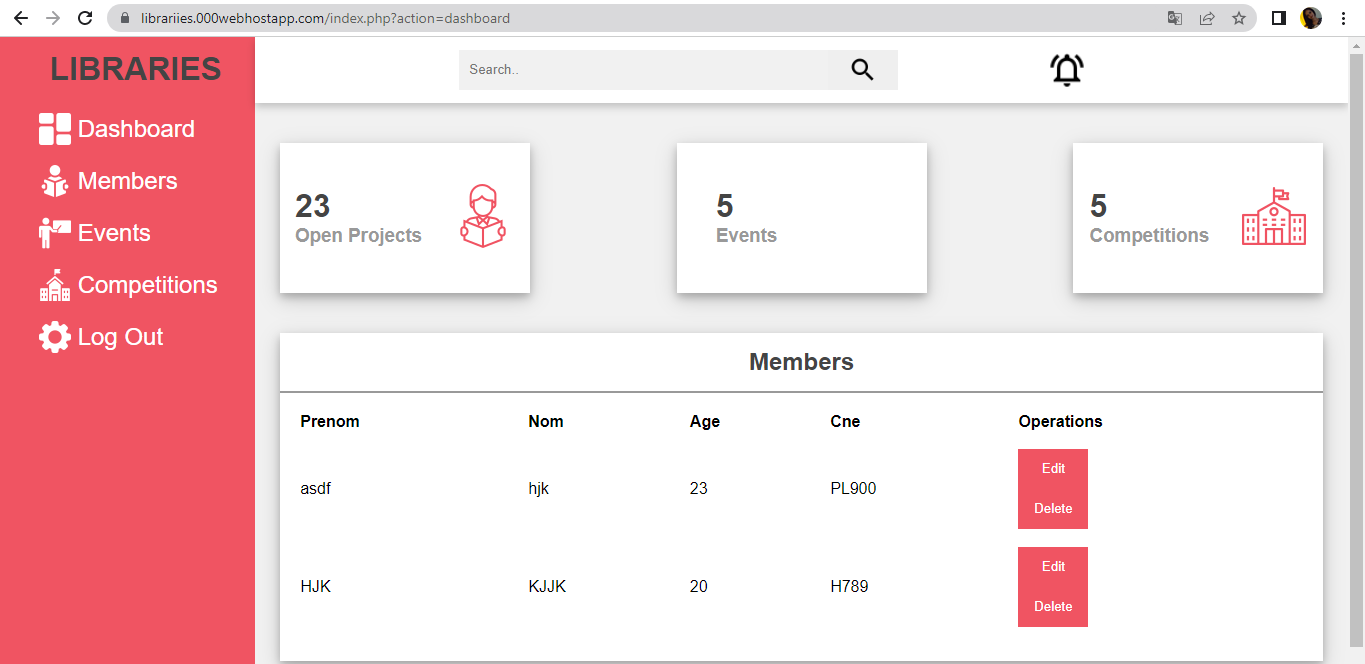 librariies.000webhostapp.com/index.php?action=dashboard
LIBRARIES
Search..
Dashboard
Members
Events
Competitions
Log Out
23
Open Projects
5
Events
5
Competitions
Members
Prenom Nom Age Cne Operations
asdf hjk 23 PL900
Edit
Delete
HJK KJJK 20 H789
Edit
Delete